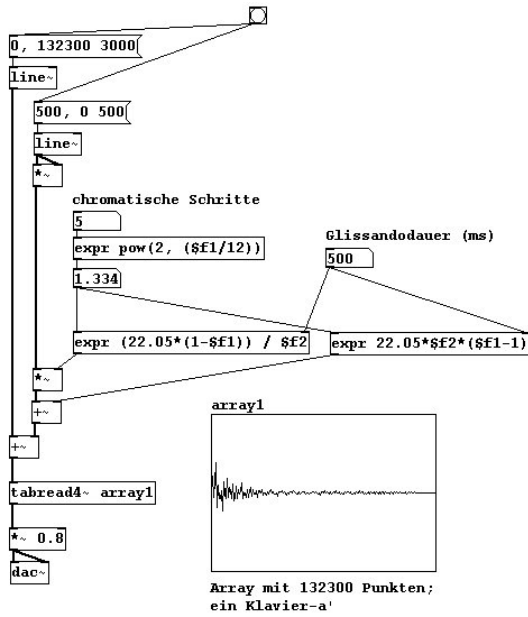 0, 132300 3000
line~
500, 0 500
line~
*~
chromatische Schritte
5
expr pow(2, ($f1/12))
1.334
Glissandodauer (ms)
500
expr (22.05*(1-$f1)) / $f2
expr 22.05*$f2*($f1-1)
*~
+~
+~
array1
tabread4~ array1
*~ 0.8
dac~
Array mit 132300 Punkten;
ein Klavier-a'